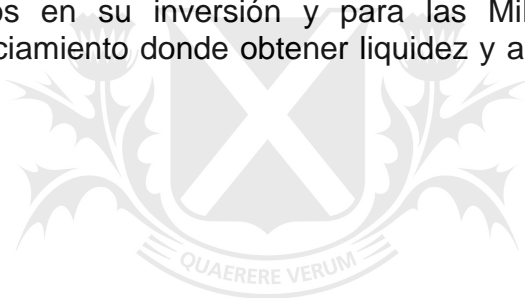 os en su inversión y para las Mi
ciamiento donde obtener liquidez y a
QUAERERE VERUM